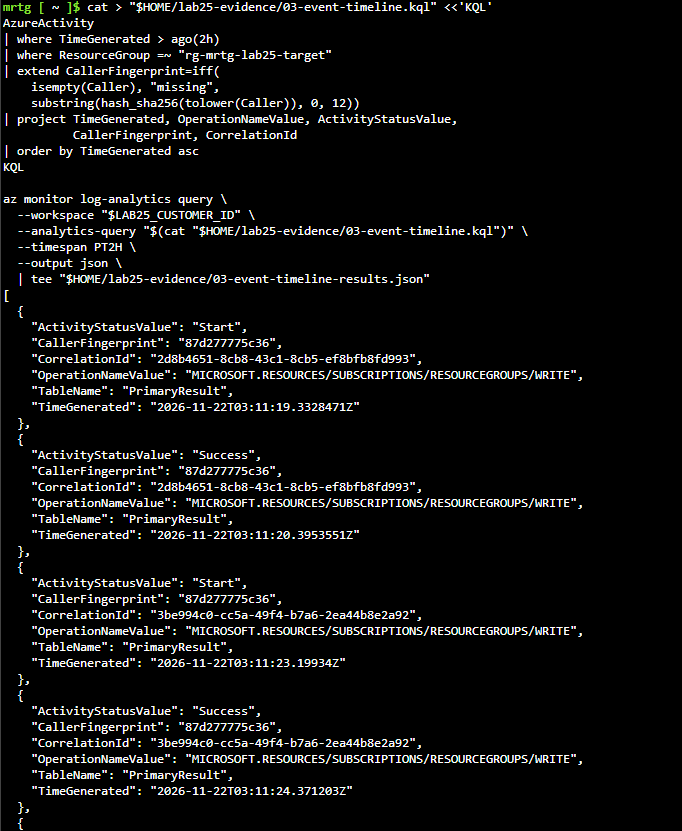 mrtg [ ~ ]$ cat > "$HOME/lab25-evidence/03-event-timeline.kql" <<'KQL'
AzureActivity
| where TimeGenerated > ago(2h)
| where ResourceGroup =~ "rg-mrtg-lab25-target"
| extend CallerFingerprint=iff(
    isempty(Caller), "missing",
    substring(hash_sha256(tolower(Caller)), 0, 12))
| project TimeGenerated, OperationNameValue, ActivityStatusValue,
          CallerFingerprint, CorrelationId
| order by TimeGenerated asc
KQL

az monitor log-analytics query \
  --workspace "$LAB25_CUSTOMER_ID" \
  --analytics-query "$(cat "$HOME/lab25-evidence/03-event-timeline.kql")" \
  --timespan PT2H \
  --output json \
  | tee "$HOME/lab25-evidence/03-event-timeline-results.json"
[
  {
    "ActivityStatusValue": "Start",
    "CallerFingerprint": "87d277775c36",
    "CorrelationId": "2d8b4651-8cb8-43c1-8cb5-ef8bfb8fd993",
    "OperationNameValue": "MICROSOFT.RESOURCES/SUBSCRIPTIONS/RESOURCEGROUPS/WRITE",
    "TableName": "PrimaryResult",
    "TimeGenerated": "2026-11-22T03:11:19.3328471Z"
  },
  {
    "ActivityStatusValue": "Success",
    "CallerFingerprint": "87d277775c36",
    "CorrelationId": "2d8b4651-8cb8-43c1-8cb5-ef8bfb8fd993",
    "OperationNameValue": "MICROSOFT.RESOURCES/SUBSCRIPTIONS/RESOURCEGROUPS/WRITE",
    "TableName": "PrimaryResult",
    "TimeGenerated": "2026-11-22T03:11:20.3953551Z"
  },
  {
    "ActivityStatusValue": "Start",
    "CallerFingerprint": "87d277775c36",
    "CorrelationId": "3be994c0-cc5a-49f4-b7a6-2ea44b8e2a92",
    "OperationNameValue": "MICROSOFT.RESOURCES/SUBSCRIPTIONS/RESOURCEGROUPS/WRITE",
    "TableName": "PrimaryResult",
    "TimeGenerated": "2026-11-22T03:11:23.19934Z"
  },
  {
    "ActivityStatusValue": "Success",
    "CallerFingerprint": "87d277775c36",
    "CorrelationId": "3be994c0-cc5a-49f4-b7a6-2ea44b8e2a92",
    "OperationNameValue": "MICROSOFT.RESOURCES/SUBSCRIPTIONS/RESOURCEGROUPS/WRITE",
    "TableName": "PrimaryResult",
    "TimeGenerated": "2026-11-22T03:11:24.371203Z"
  },
  {